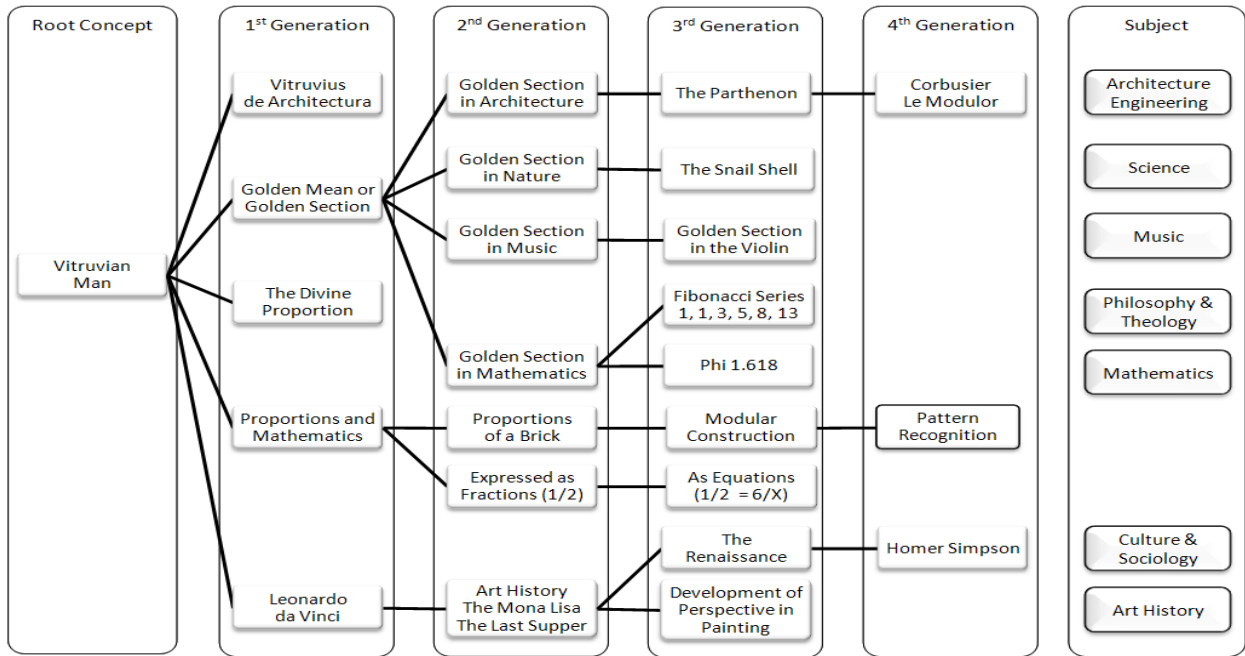 Root Concept
1st Generation
2nd Generation
3rd Generation
4th Generation
Subject
Vitruvian
Man
Vitruvius
de Architectura
Golden Mean or
Golden Section
The Divine
Proportion
Proportions and
Mathematics
Leonardo
da Vinci
Golden Section
in Architecture
Golden Section
in Nature
Golden Section
in Music
Golden Section
in Mathematics
Proportions
of a Brick
Expressed as
Fractions (1/2)
Art History
The Mona Lisa
The Last Supper
The Parthenon
The Snail Shell
Golden Section
in the Violin
Fibonacci Series
1, 1, 3, 5, 8, 13
Phi 1.618
Modular
Construction
As Equations
(1/2 = 6/X)
The
Renaissance
Development of
Perspective in
Painting
Corbusier
Le Modulor
Pattern
Recognition
Homer Simpson
Architecture
Engineering
Science
Music
Philosophy &
Theology
Mathematics
Culture &
Sociology
Art History